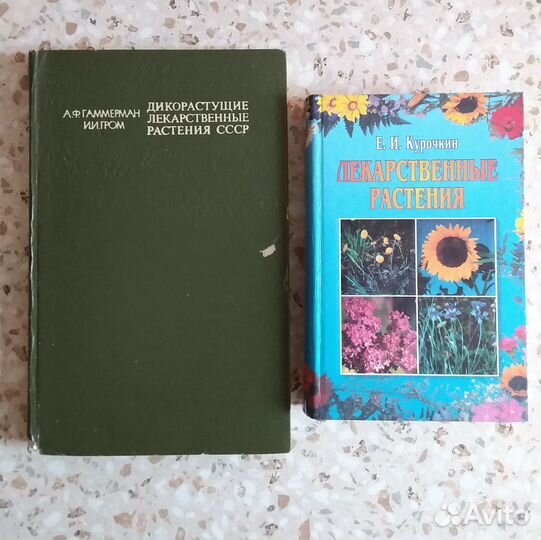 А.Ф. ГАММЕРМАН
И.И. ГРОМ
ДИКОРАСТУЩИЕ
ЛЕКАРСТВЕННЫЕ
РАСТЕНИЯ СССР
Е. И. Курочкин
ЛЕКАРСТВЕННЫЕ
РАСТЕНИЯ
Avito